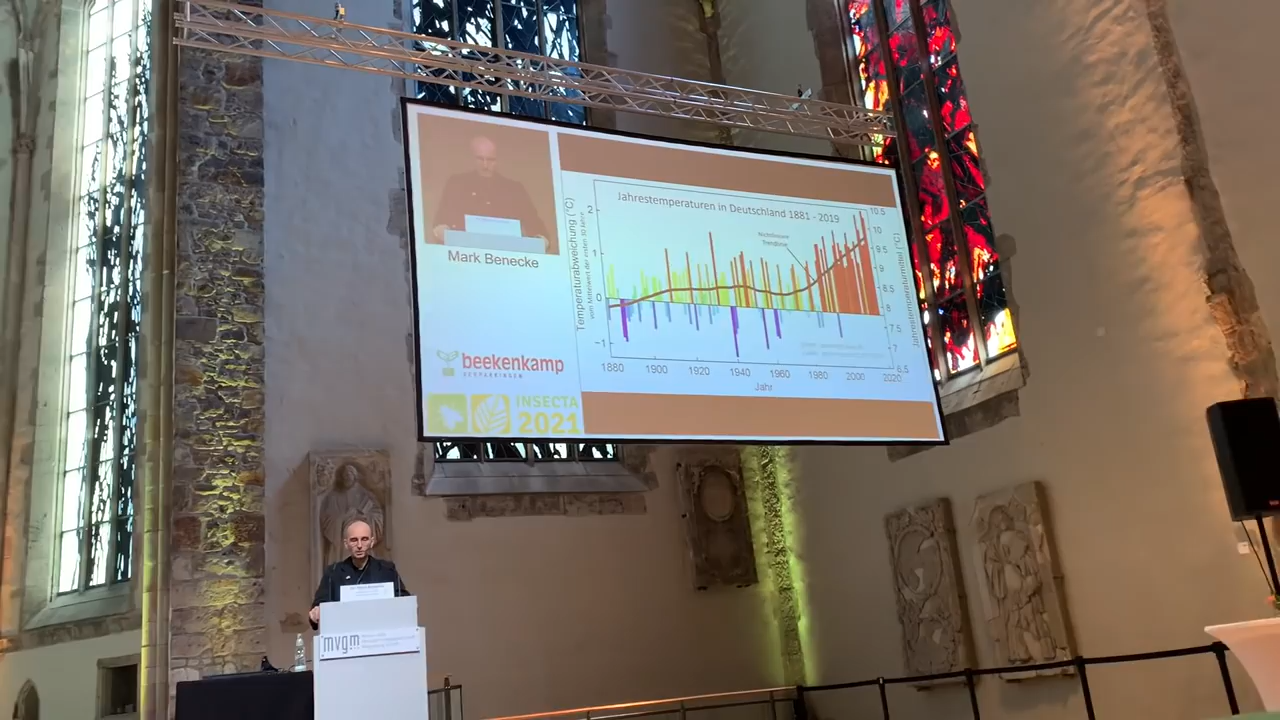 Mark Benecke
beekenkamp
INSECTA
2021
Jahrestemperaturen in Deutschland 1881 - 2019
Temperaturabweichung (°C)
Nichtlineare
Trendlinie
2
1
0
-1
10.5
10
9.5
9
8.5
8
7.5
6.5
1880
1900
1920
1940
1960
1980
2000
2020
Jahr
mvgm